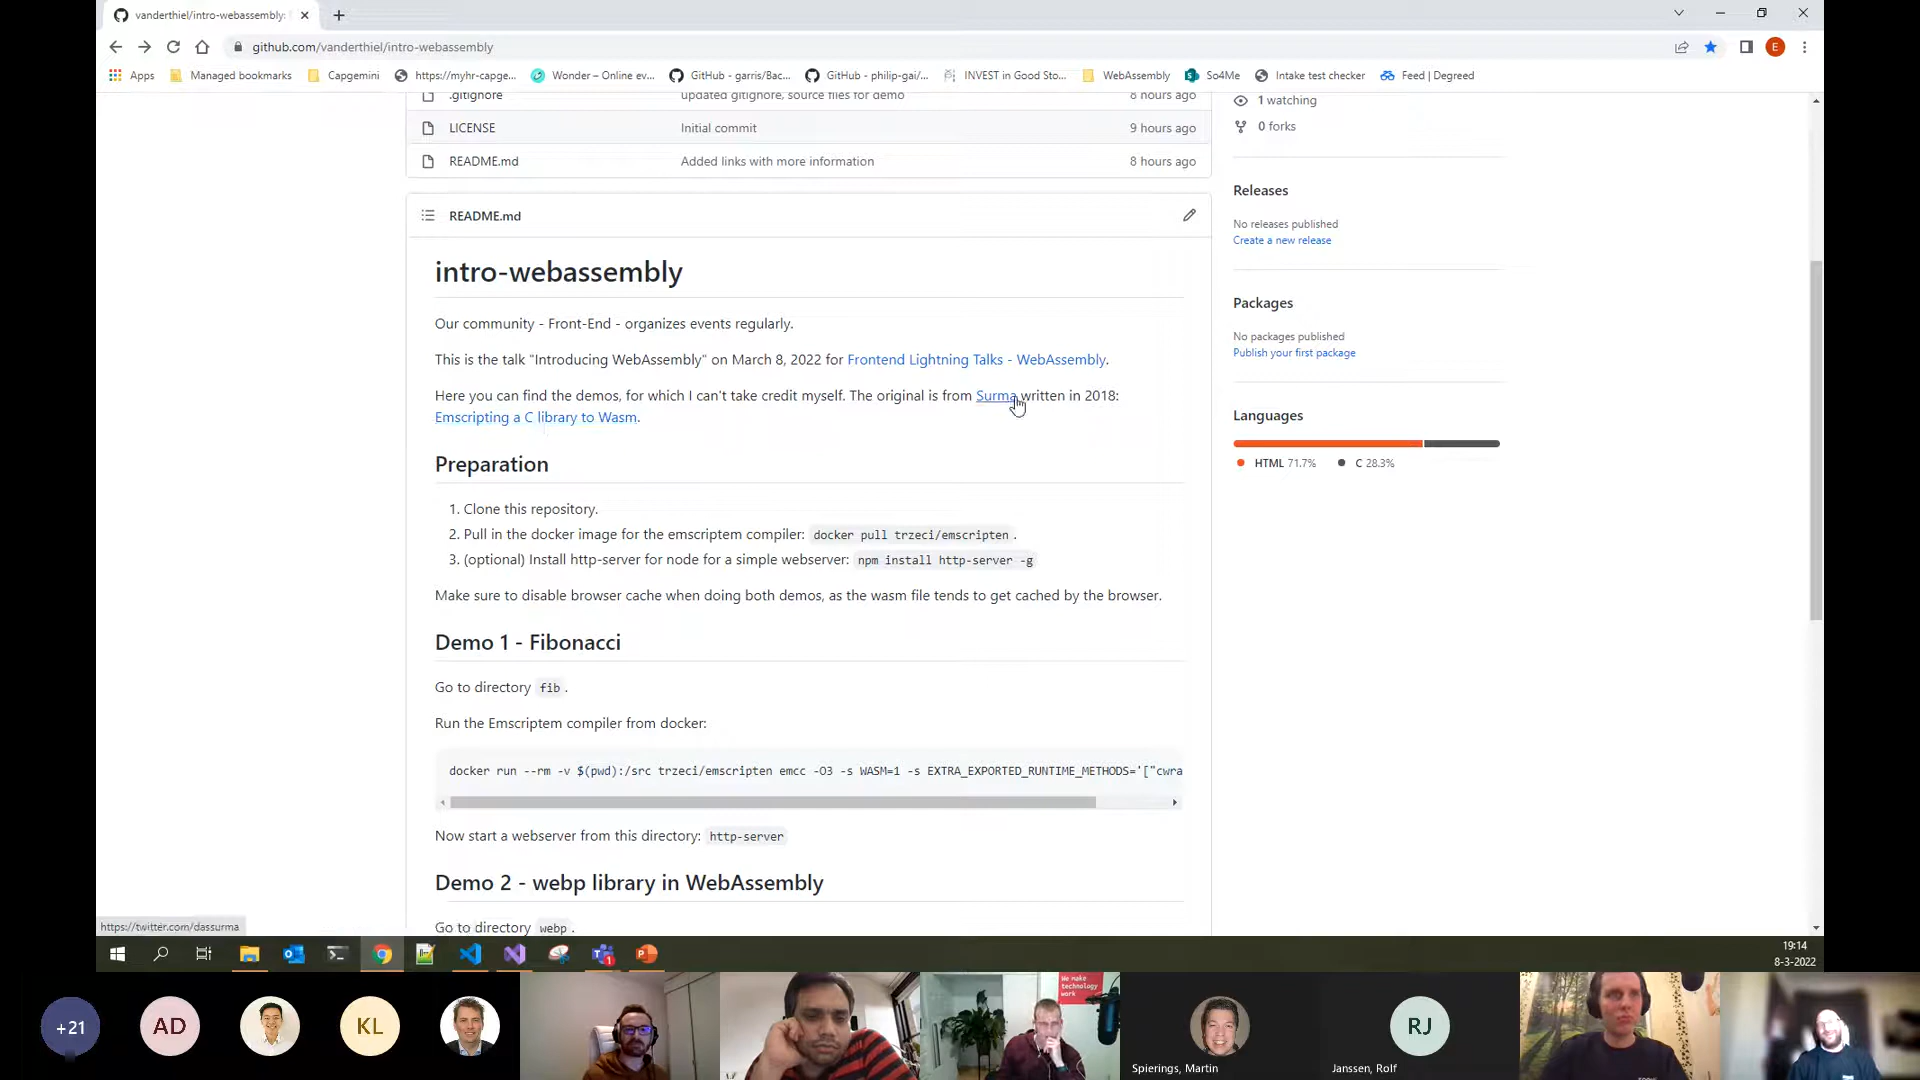 vanderthiel/intro-webassembly:
github.com/vanderthiel/intro-webassembly
E
Apps
Managed bookmarks
Capgemini
https://myhr-capge...
Wonder – Online ev...
GitHub - garris/Bac...
GitHub - philip-gai/...
INVEST in Good Sto...
WebAssembly
So4Me
Intake test checker
Feed | Degreed
.gitignore
updated gitignore, source files for demo
8 hours ago
LICENSE
Initial commit
9 hours ago
README.md
Added links with more information
8 hours ago
README.md
intro-webassembly
Our community - Front-End - organizes events regularly.
This is the talk "Introducing WebAssembly" on March 8, 2022 for Frontend Lightning Talks - WebAssembly.
Here you can find the demos, for which I can't take credit myself. The original is from Surma written in 2018:
Emscripting a C library to Wasm.
Preparation
1. Clone this repository.
2. Pull in the docker image for the emscriptem compiler: docker pull trzeci/emscripten .
3. (optional) Install http-server for node for a simple webserver: npm install http-server -g
Make sure to disable browser cache when doing both demos, as the wasm file tends to get cached by the browser.
Demo 1 - Fibonacci
Go to directory fib .
Run the Emscriptem compiler from docker:
docker run --rm -v $(pwd):/src trzeci/emscripten emcc -O3 -s WASM=1 -s EXTRA_EXPORTED_RUNTIME_METHODS='["cwra
Now start a webserver from this directory: http-server
Demo 2 - webp library in WebAssembly
Go to directory webp .
1 watching
0 forks
Releases
No releases published
Create a new release
Packages
No packages published
Publish your first package
Languages
HTML 71.7%
C 28.3%
https://twitter.com/dassurma
1
19:14
8-3-2022
+21
AD
KL
We make
technology
work
Spierings, Martin
RJ
Janssen, Rolf